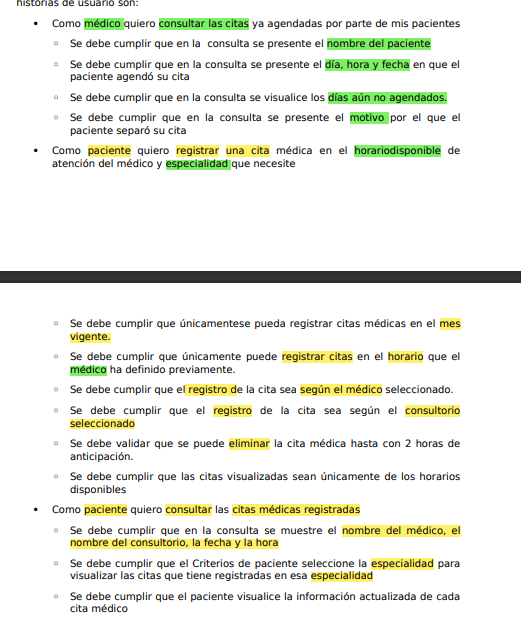 historias de usuario son:
• Como médico quiero consultar las citas ya agendadas por parte de mis pacientes
○ Se debe cumplir que en la consulta se presente el nombre del paciente
○ Se debe cumplir que en la consulta se presente el día, hora y fecha en que el
paciente agendó su cita
○ Se debe cumplir que en la consulta se visualice los días aún no agendados.
○ Se debe cumplir que en la consulta se presente el motivo por el que el
paciente separó su cita
• Como paciente quiero registrar una cita médica en el horariodisponible de
atención del médico y especialidad que necesite
○ Se debe cumplir que únicamentese pueda registrar citas médicas en el mes
vigente.
○ Se debe cumplir que únicamente puede registrar citas en el horario que el
médico ha definido previamente.
○ Se debe cumplir que el registro de la cita sea según el médico seleccionado.
○ Se debe cumplir que el registro de la cita sea según el consultorio
seleccionado
○ Se debe validar que se puede eliminar la cita médica hasta con 2 horas de
anticipación.
○ Se debe cumplir que las citas visualizadas sean únicamente de los horarios
disponibles
• Como paciente quiero consultar las citas médicas registradas
○ Se debe cumplir que en la consulta se muestre el nombre del médico, el
nombre del consultorio, la fecha y la hora
○ Se debe cumplir que el Criterios de paciente seleccione la especialidad para
visualizar las citas que tiene registradas en esa especialidad
○ Se debe cumplir que el paciente visualice la información actualizada de cada
cita médico